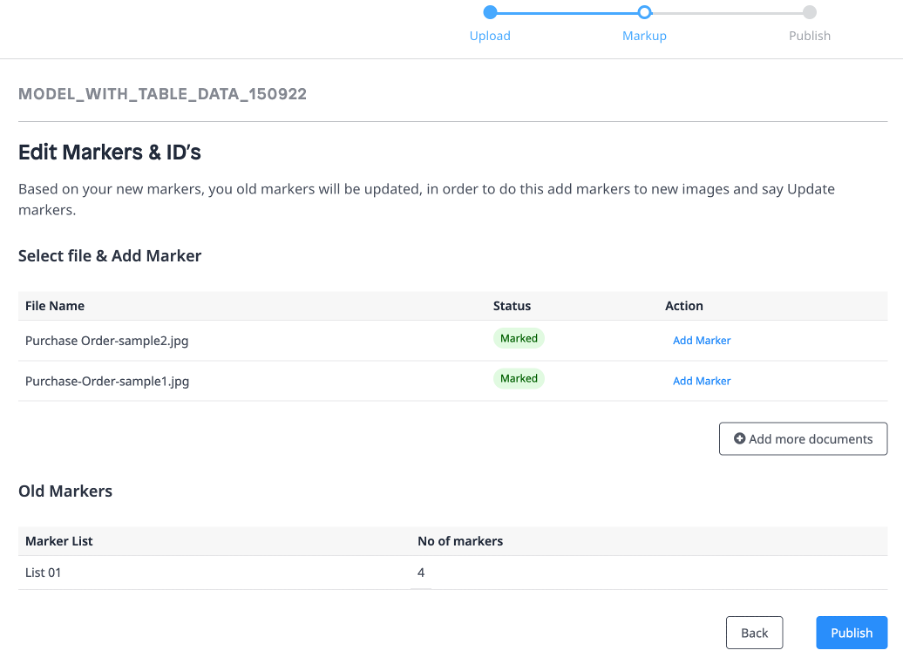 Upload Markup Publish
MODEL_WITH_TABLE_DATA_150922
Edit Markers & ID's
Based on your new markers, you old markers will be updated, in order to do this add markers to new images and say Update
markers.
Select file & Add Marker
File Name Status Action
Purchase Order-sample2.jpg Marked Add Marker
Purchase-Order-sample1.jpg Marked Add Marker
Add more documents
Old Markers
Marker List No of markers
List 01 4
Back Publish